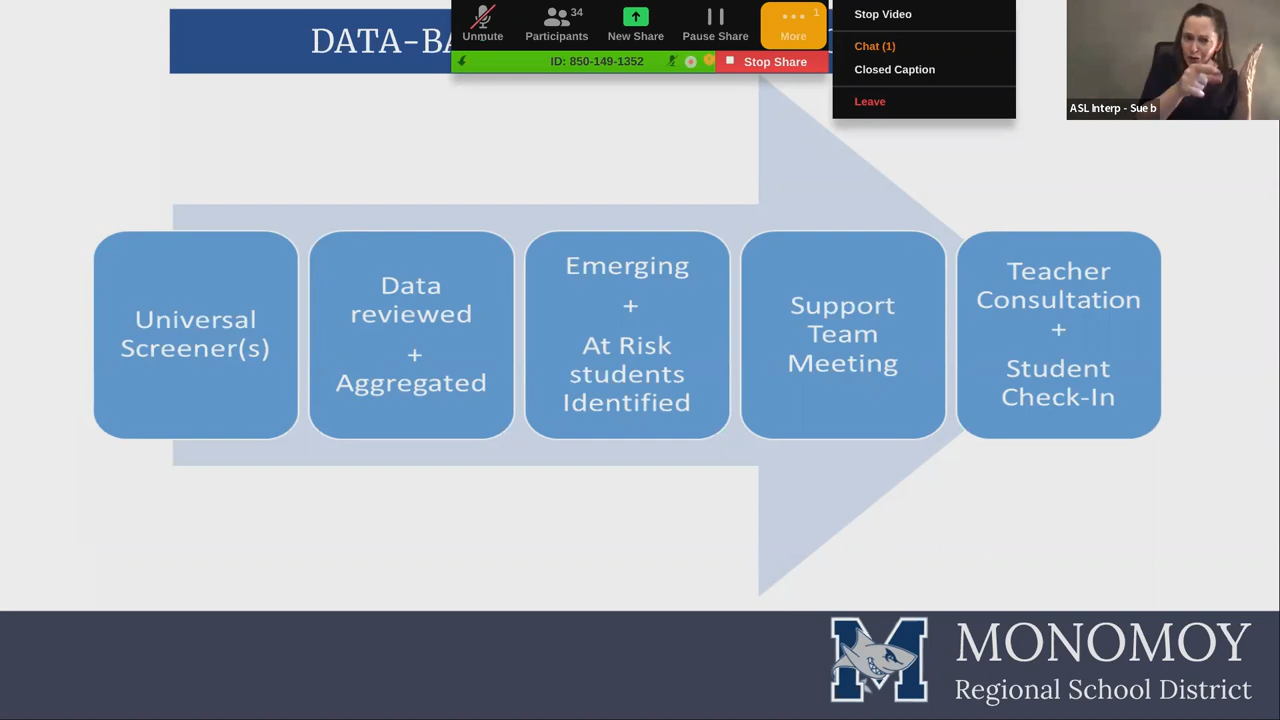 DATA-BA
Unmute
Participants
34
New Share
Pause Share
More
1
ID: 850-149-1352
Stop Share
Stop Video
Chat (1)
Closed Caption
Leave
ASL Interp - Sue b
Universal
Screener(s)
Data
reviewed
+
Aggregated
Emerging
+
At Risk
students
Identified
Support
Team
Meeting
Teacher
Consultation
+
Student
Check-In
M
MONOMOY
Regional School District